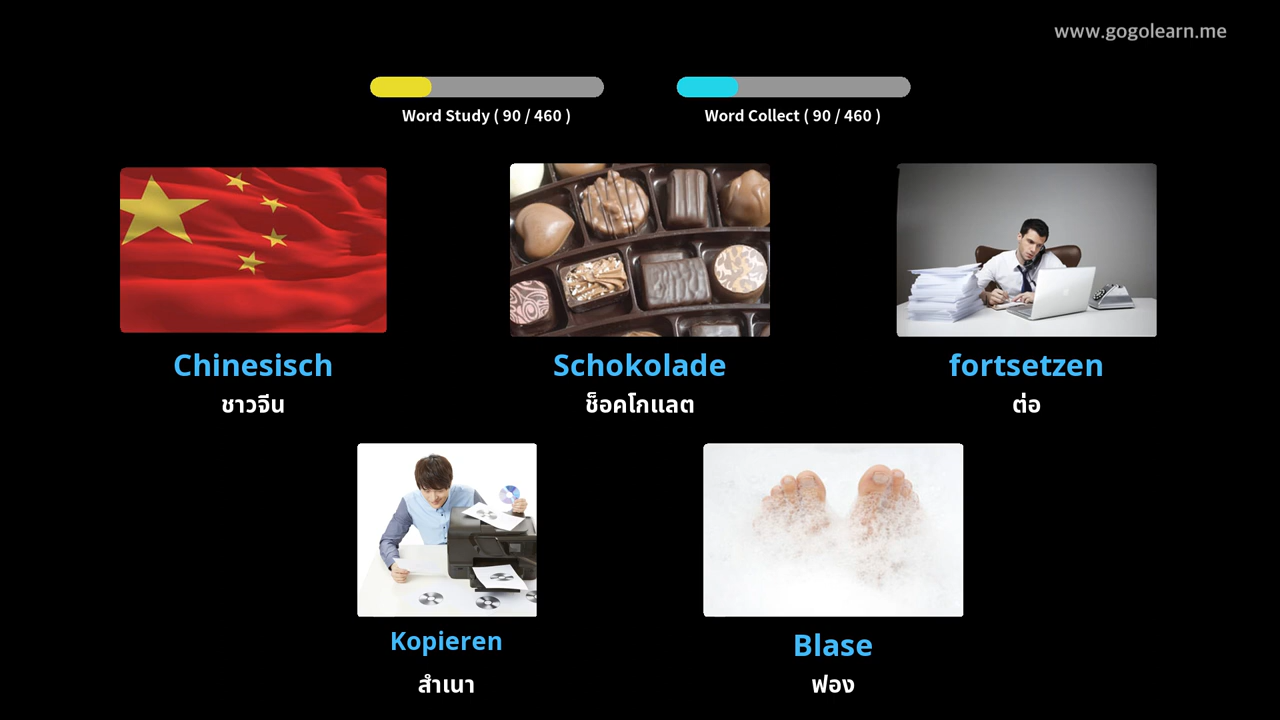 www.gogolearn.me
Word Study ( 90 / 460 )
Word Collect ( 90 / 460 )
Chinesisch
ชาวจีน
Schokolade
ช็อคโกแลต
fortsetzen
ต่อ
Kopieren
สำเนา
Blase
ฟอง